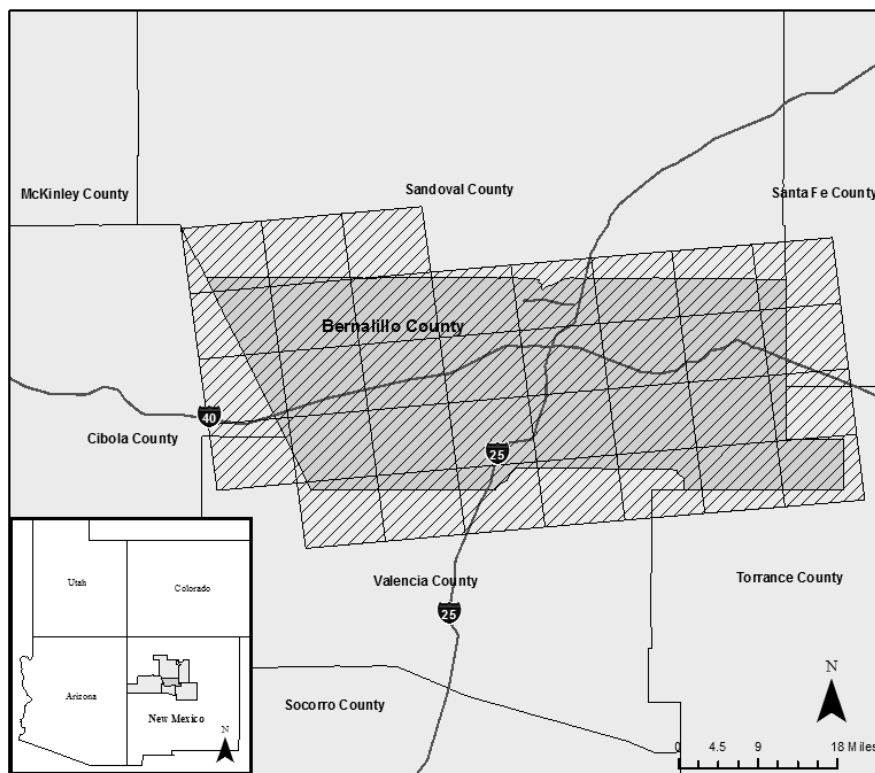 McKinley County
Sandoval County
Santa Fe County
Bernalillo County
40
Cibola County
25
Valencia County
Torrance County
25
Socorro County
Utah
Colorado
Arizona
New Mexico
N
N
0 4.5 9 18 Miles